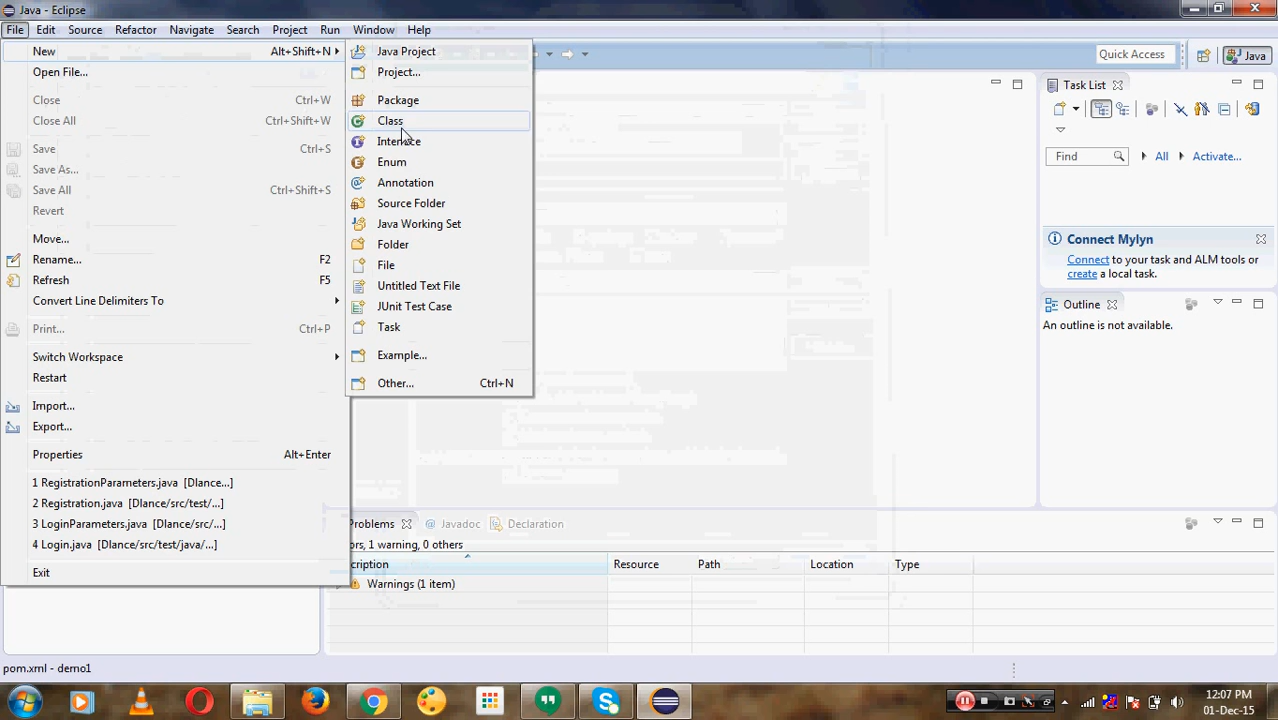 Java - Eclipse
File Edit Source Refactor Navigate Search Project Run Window Help
New Alt+Shift+N
Open File...
Close Ctrl+W
Close All Ctrl+Shift+W
Save Ctrl+S
Save As...
Save All Ctrl+Shift+S
Revert
Move...
Rename... F2
Refresh F5
Convert Line Delimiters To
Print... Ctrl+P
Switch Workspace
Restart
Import...
Export...
Properties Alt+Enter
1 RegistrationParameters.java [Dlance...]
2 Registration.java [Dlance/src/test/...]
3 LoginParameters.java [Dlance/src/...]
4 Login.java [Dlance/src/test/java/...]
Exit
Java Project
Project...
Package
Class
Interface
Enum
Annotation
Source Folder
Java Working Set
Folder
File
Untitled Text File
JUnit Test Case
Task
Example...
Other... Ctrl+N
Quick Access
Java
Task List
Find All Activate...
Connect Mylyn
Connect to your task and ALM tools or
create a local task.
Outline
An outline is not available.
Problems @ Javadoc Declaration
ors, 1 warning, 0 others
cription Resource Path Location Type
Warnings (1 item)
pom.xml - demo1
12:07 PM
01-Dec-15